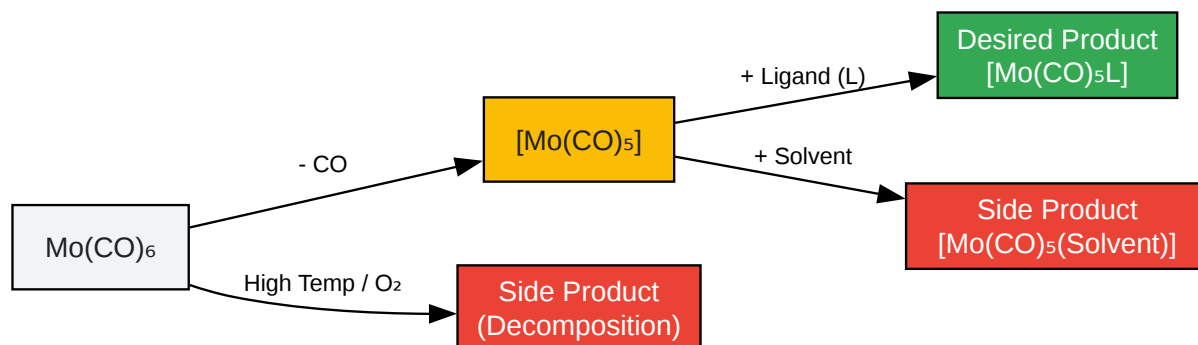 Desired Product
[Mo(CO)₅L]
+ Ligand (L)
[Mo(CO)₅]
- CO
+ Solvent
Side Product
[Mo(CO)₅(Solvent)]
Mo(CO)₆
High Temp / O₂
Side Product
(Decomposition)